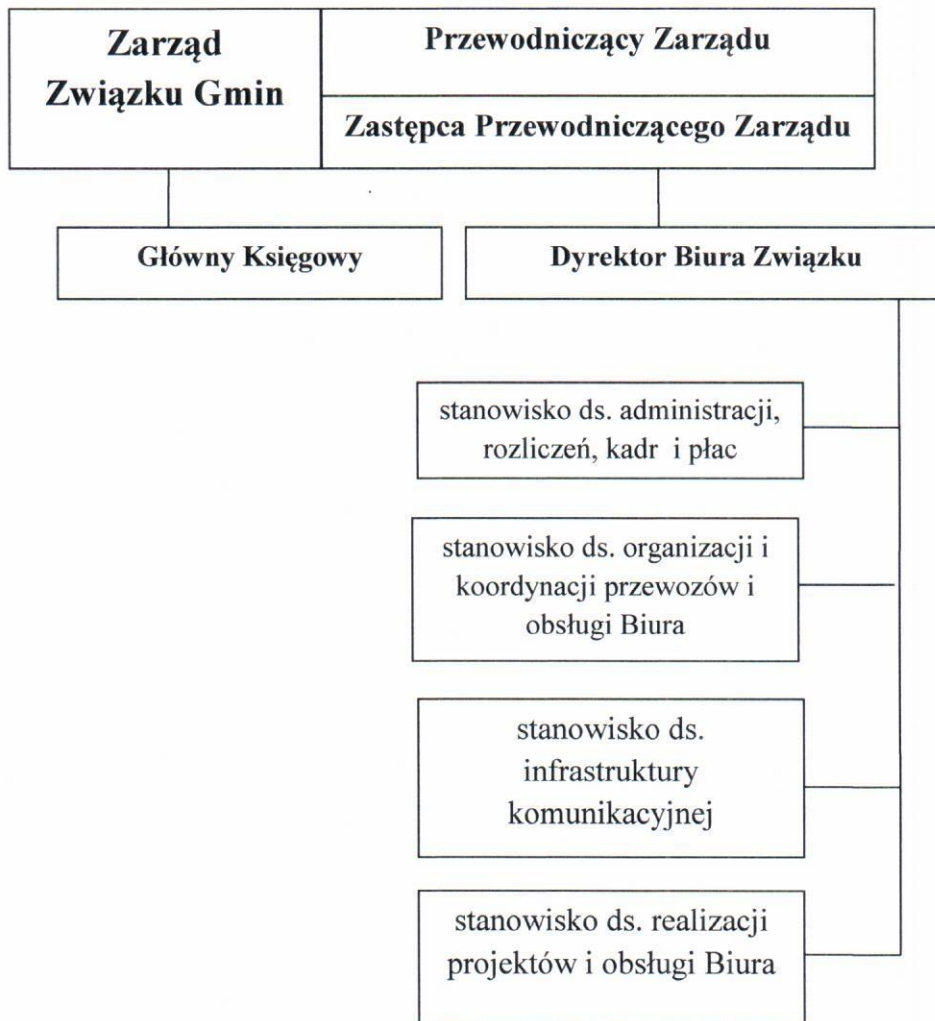 Zarząd
Związku Gmin
Przewodniczący Zarządu
Zastępca Przewodniczącego Zarządu
Główny Księgowy
Dyrektor Biura Związku
stanowisko ds. administracji,
rozliczeń, kadr i płac
stanowisko ds. organizacji i
koordynacji przewozów i
obsługi Biura
stanowisko ds.
infrastruktury
komunikacyjnej
stanowisko ds. realizacji
projektów i obsługi Biura